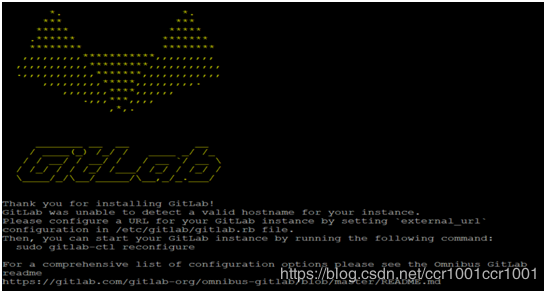 GitLab
Thank you for installing GitLab!
GitLab was unable to detect a valid hostname for your instance.
Please configure a URL for your GitLab instance by setting `external_url`
configuration in /etc/gitlab/gitlab.rb file.
Then, you can start your GitLab instance by running the following command:
sudo gitlab-ctl reconfigure
For a comprehensive list of configuration options please see the Omnibus GitLab
readme
https://gitlab.com/gitlab-org/omnibus-gitlab/blob/master/README.md
https://blog.csdn.net/ccr1001ccr1001